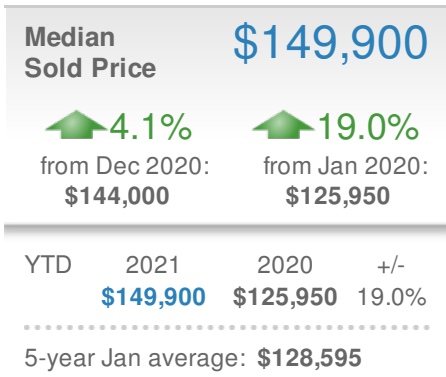 Median
Sold Price
$149,900
4.1%
19.0%
from Dec 2020:
from Jan 2020:
$144,000
$125,950
YTD 2021 2020 +/-
$149,900 $125,950 19.0%
5-year Jan average: $128,595